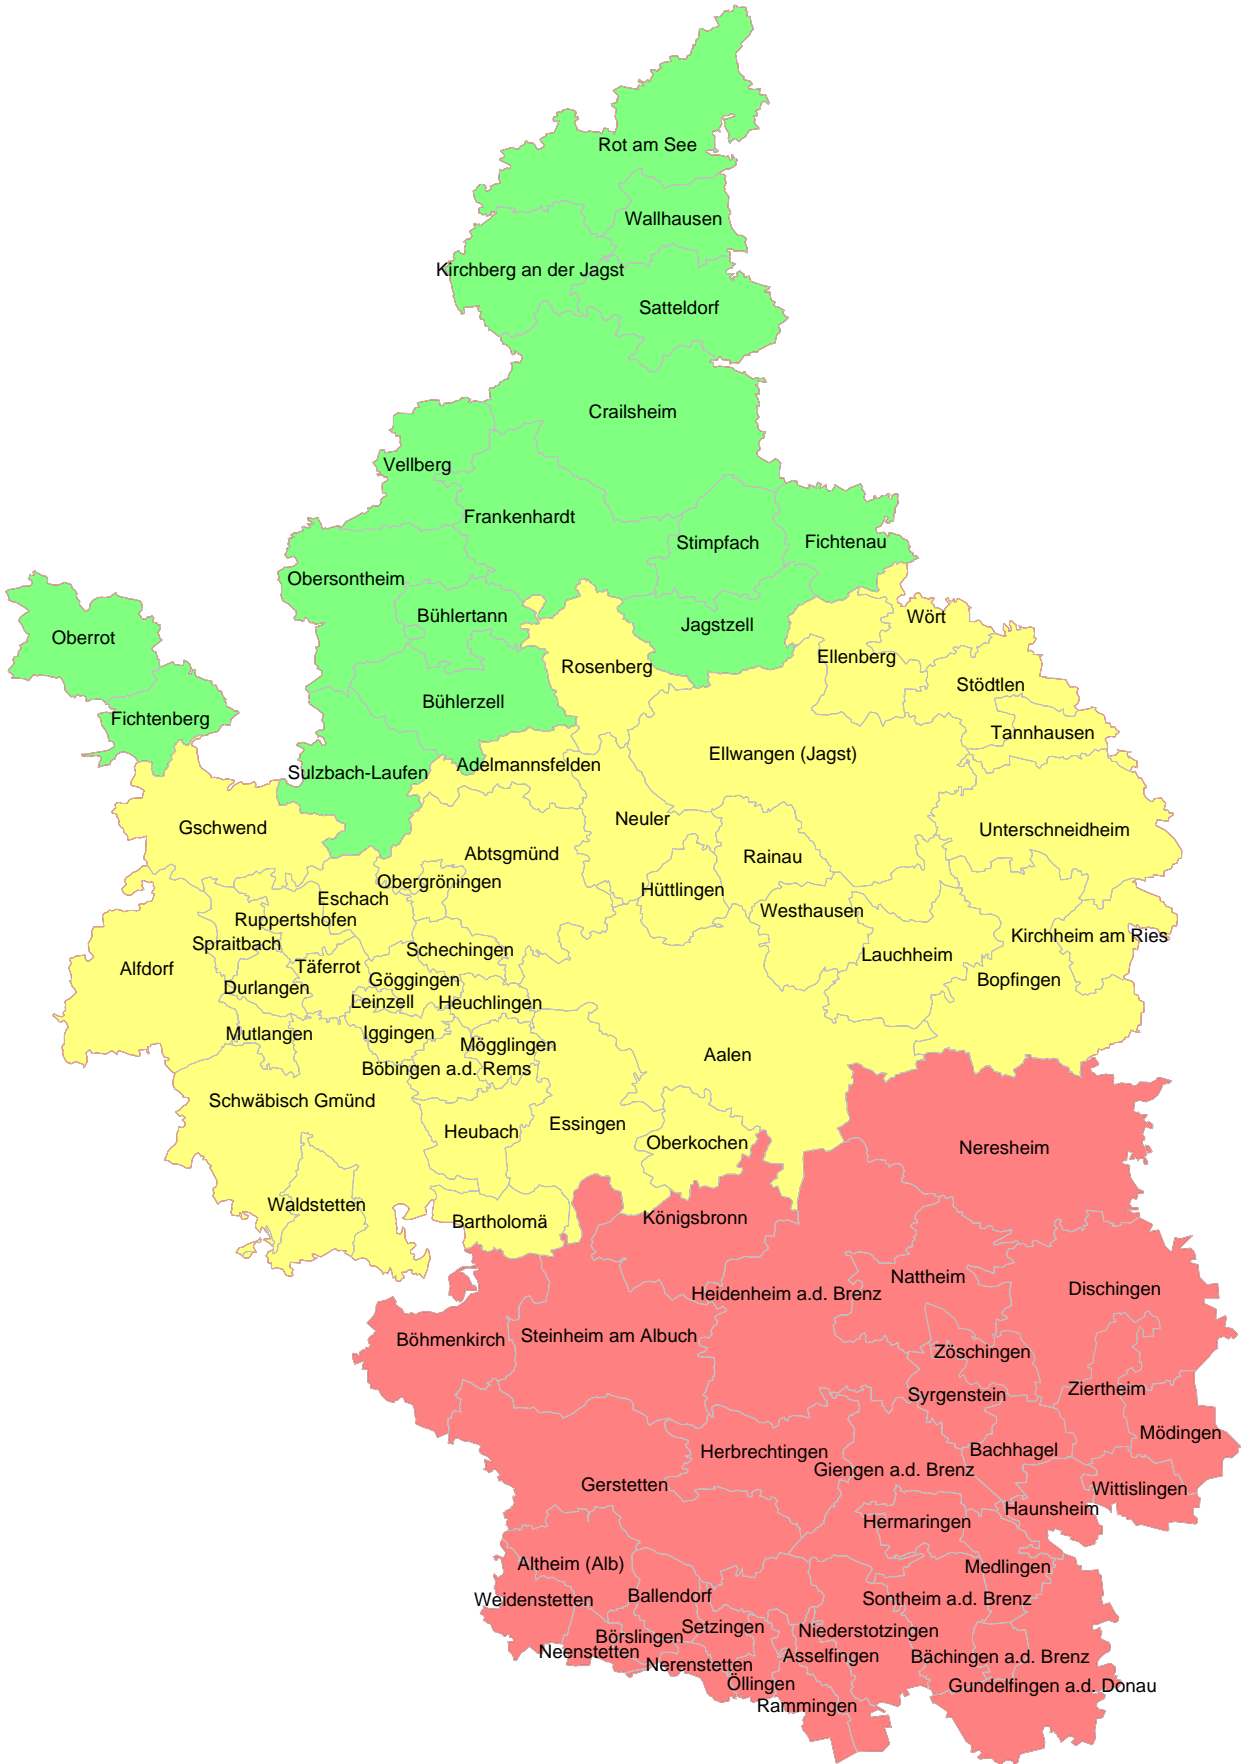 Rot am See
Wallhausen
Kirchberg an der Jagst
Satteldorf
Crailsheim
Vellberg
Frankenhardt
Stimpfach
Fichtenau
Obersontheim
Bühlertann
Wört
Jagstzell
Oberrot
Ellenberg
Rosenberg
Stödtlen
Bühlerzell
Fichtenberg
Tannhausen
Ellwangen (Jagst)
Adelmannsfelden
Sulzbach-Laufen
Neuler
Gschwend
Unterschneidheim
Abtsgmünd
Rainau
Obergröningen
Hüttlingen
Eschach
Westhausen
Ruppertshofen
Kirchheim am Ries
Spraitbach
Schechingen
Lauchheim
Täferrot
Alfdorf
Göggingen
Bopfingen
Durlangen
Leinzell
Heuchlingen
Iggingen
Mutlangen
Mögglingen
Aalen
Böbingen a.d. Rems
Schwäbisch Gmünd
Essingen
Heubach
Oberkochen
Neresheim
Waldstetten
Königsbronn
Bartholomä
Nattheim
Dischingen
Heidenheim a.d. Brenz
Steinheim am Albuch
Böhmenkirch
Zöschingen
Ziertheim
Syrgenstein
Mödingen
Bachhagel
Herbrechtingen
Giengen a.d. Brenz
Gerstetten
Wittislingen
Haunsheim
Hermaringen
Altheim (Alb)
Medlingen
Ballendorf
Weidenstetten
Sontheim a.d. Brenz
Setzingen
Niederstotzingen
Börslingen
Neenstetten
Asselfingen
Bächingen a.d. Brenz
Nerenstetten
Öllingen
Gundelfingen a.d. Donau
Rammingen